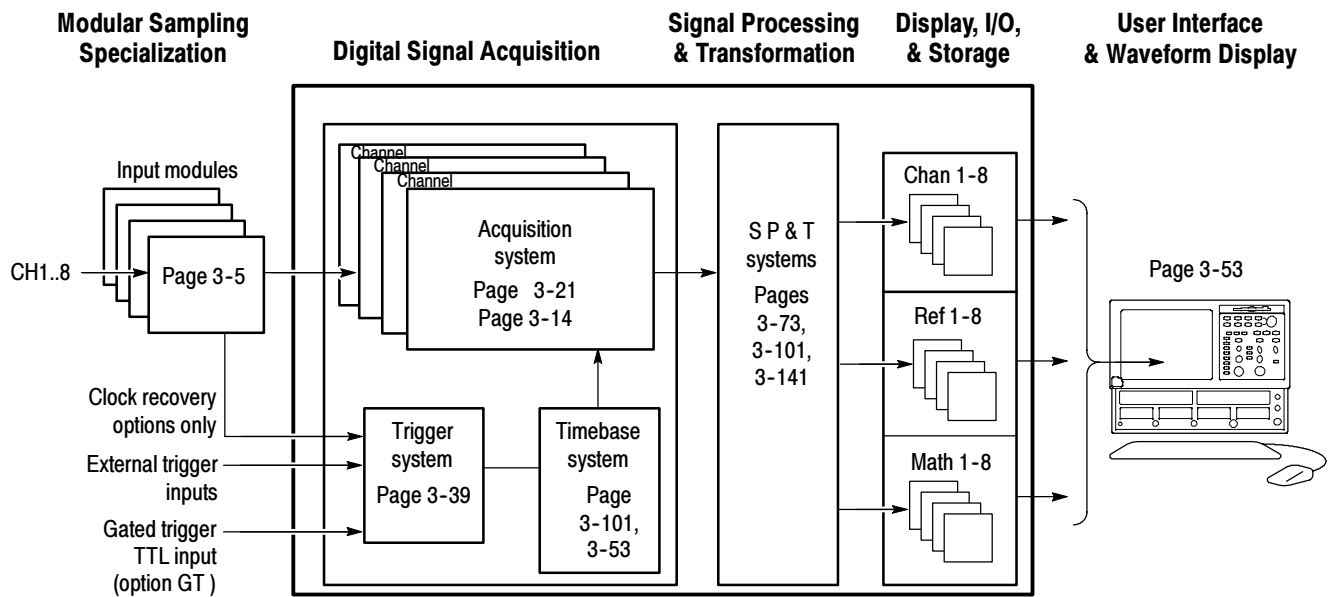 Modular Sampling
Specialization
Digital Signal Acquisition
Signal Processing
& Transformation
Display, I/O,
& Storage
User Interface
& Waveform Display
Input modules
CH1..8
Page 3-5
Channel
Channel
Channel
Acquisition
system
Page 3-21
Page 3-14
Clock recovery
options only
External trigger
inputs
Gated trigger
TTL input
(option GT )
Trigger
system
Page 3-39
Timebase
system
Page
3-101,
3-53
S P & T
systems
Pages
3-73,
3-101,
3-141
Chan 1-8
Ref 1-8
Math 1-8
Page 3-53